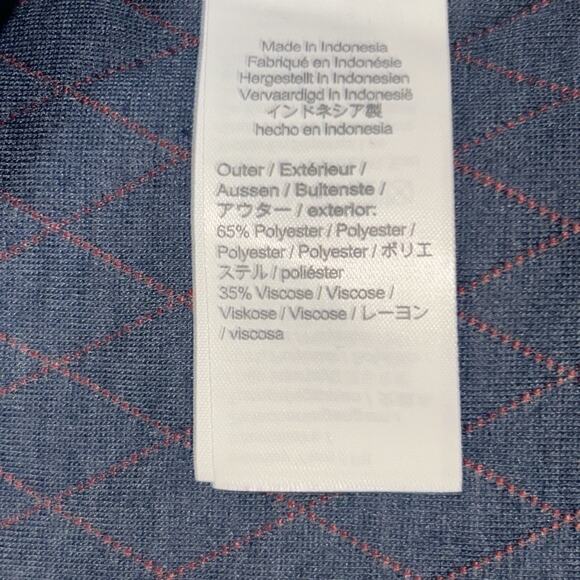 Made in Indonesia
Fabriqué en Indonésie
Hergestellt in Indonesien
Vervaardigd in Indonesië
インドネシア製
hecho en Indonesia
Outer / Extérieur /
Aussen / Buitenste /
アウター / exterior:
65% Polyester / Polyester /
Polyester / Polyester / ポリエ
ステル / poliéster
35% Viscose / Viscose /
Viskose / Viscose / レーヨン
/ viscosa